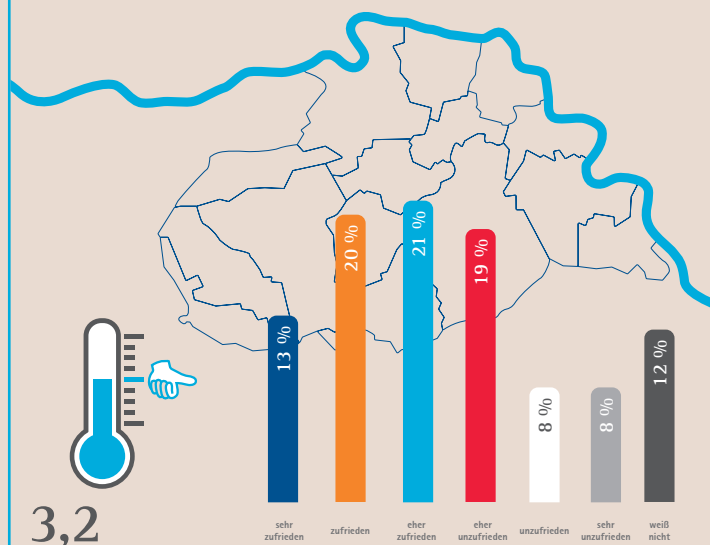 13 %
20 %
21 %
19 %
8 %
8 %
12 %
3,2
sehr
zufrieden
zufrieden
eher
zufrieden
eher
unzufrieden
unzufrieden
sehr
unzufrieden
weiß
nicht